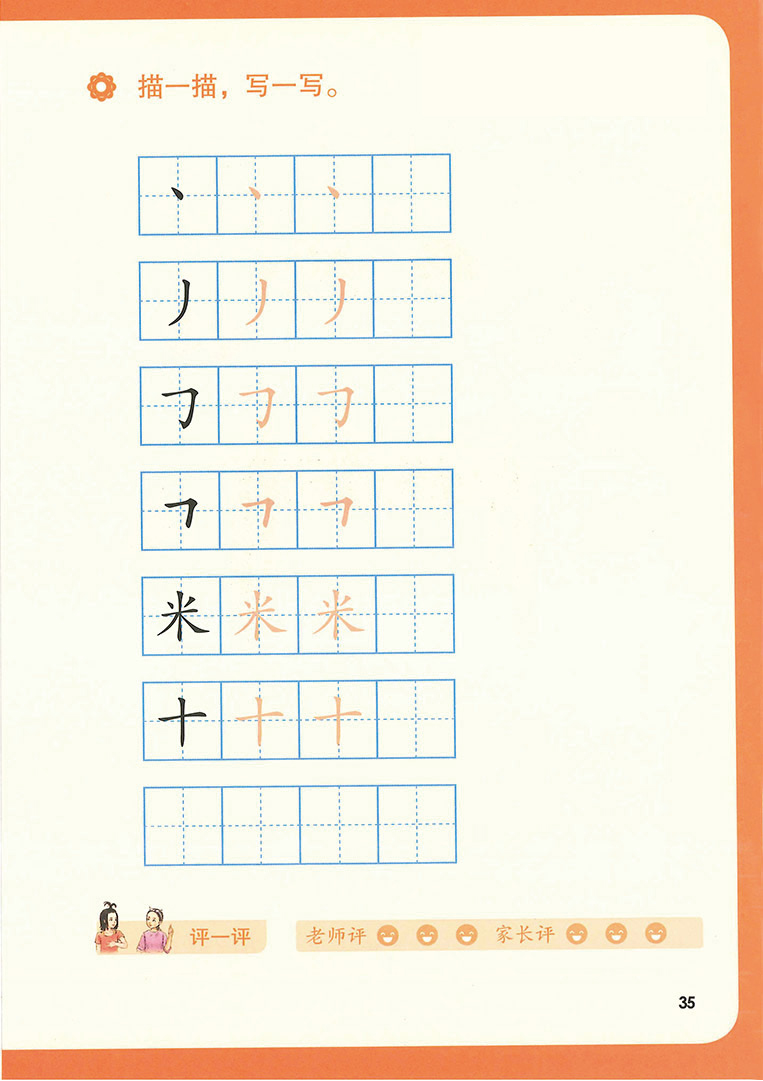 描一描，写一写。
丶 丶 丶
丿 丿 丿
㇆ ㇆ ㇆
㇕ ㇕ ㇕
米 米 米
十 十 十
评一评 老师评 家长评
35